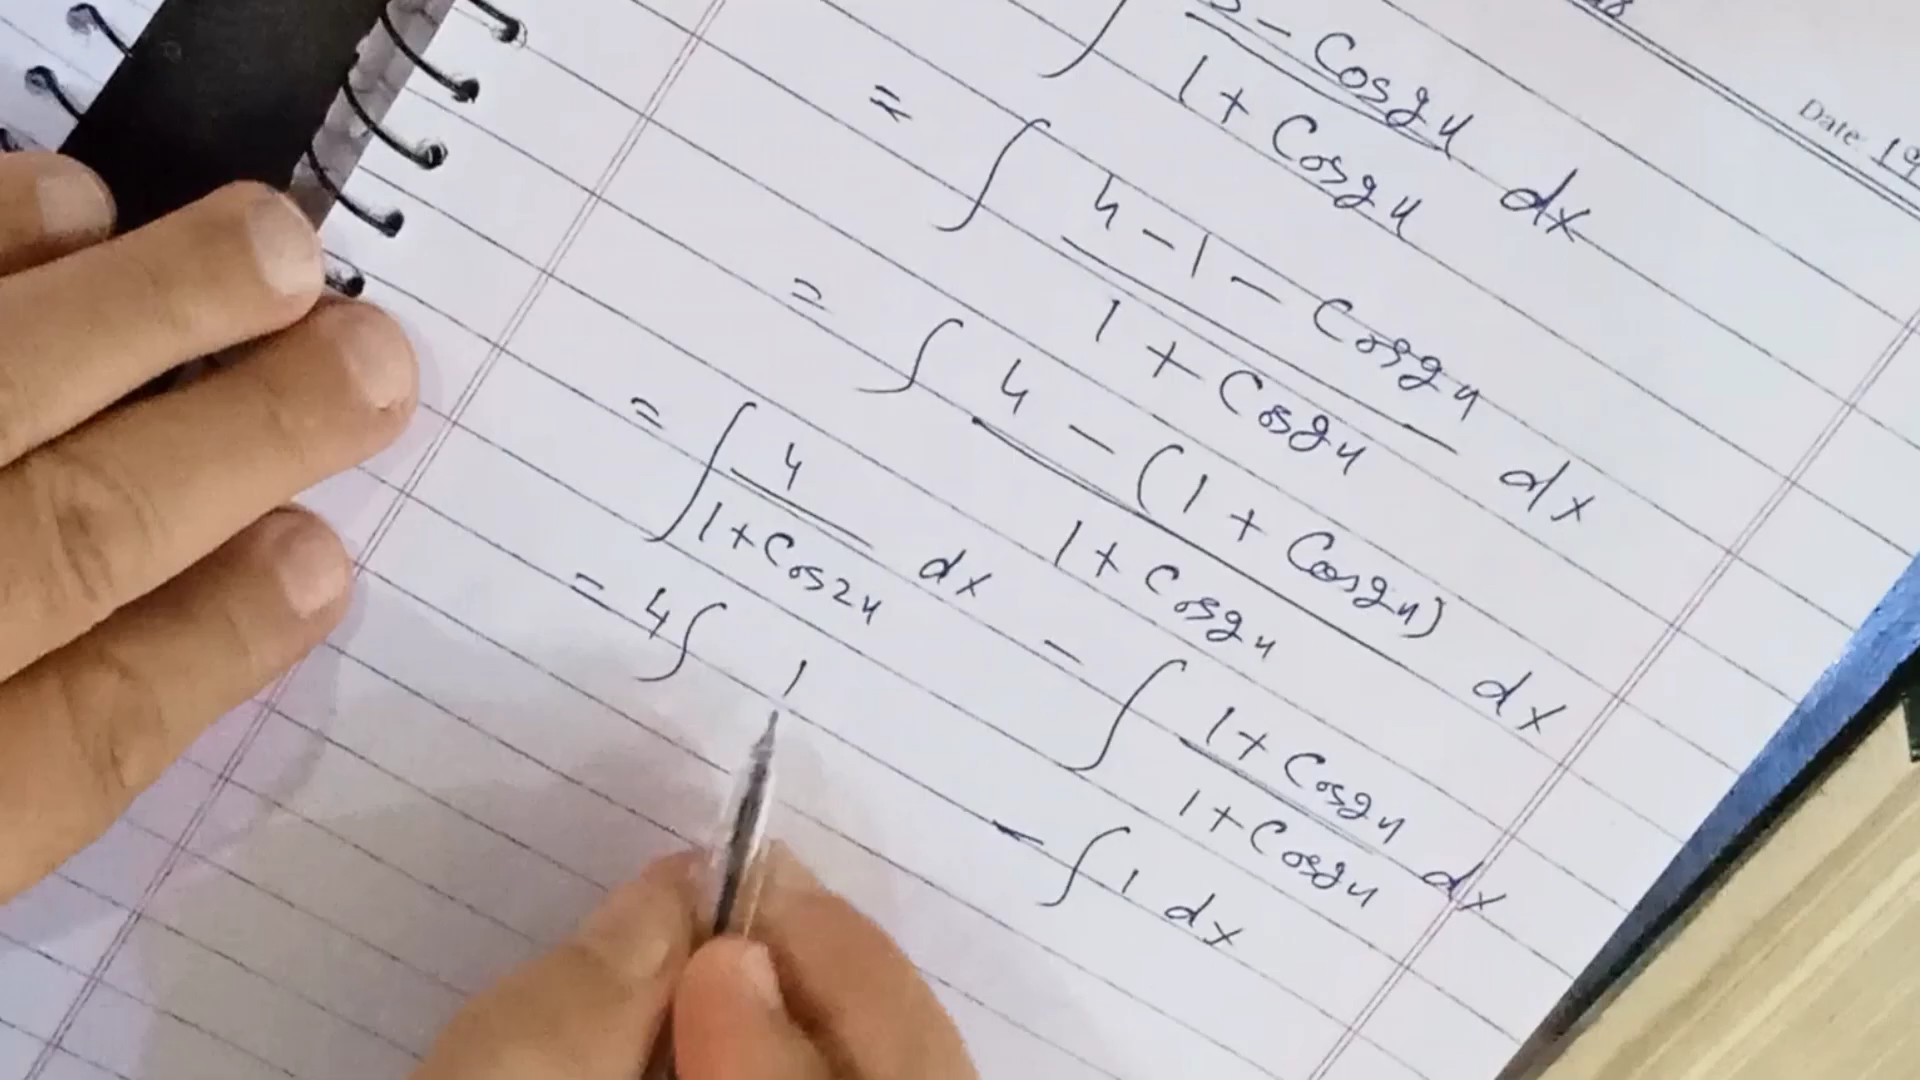 Date: 19
∫ 3 - Cos2x / 1 + Cos2x dx
= ∫ 4 - 1 - Cos2x / 1 + Cos2x dx
= ∫ 4 - (1 + Cos2x) / 1 + Cos2x dx
= ∫ 4 / 1 + Cos2x dx - ∫ 1 + Cos2x / 1 + Cos2x dx
= 4 ∫ 1 - ∫ 1 dx